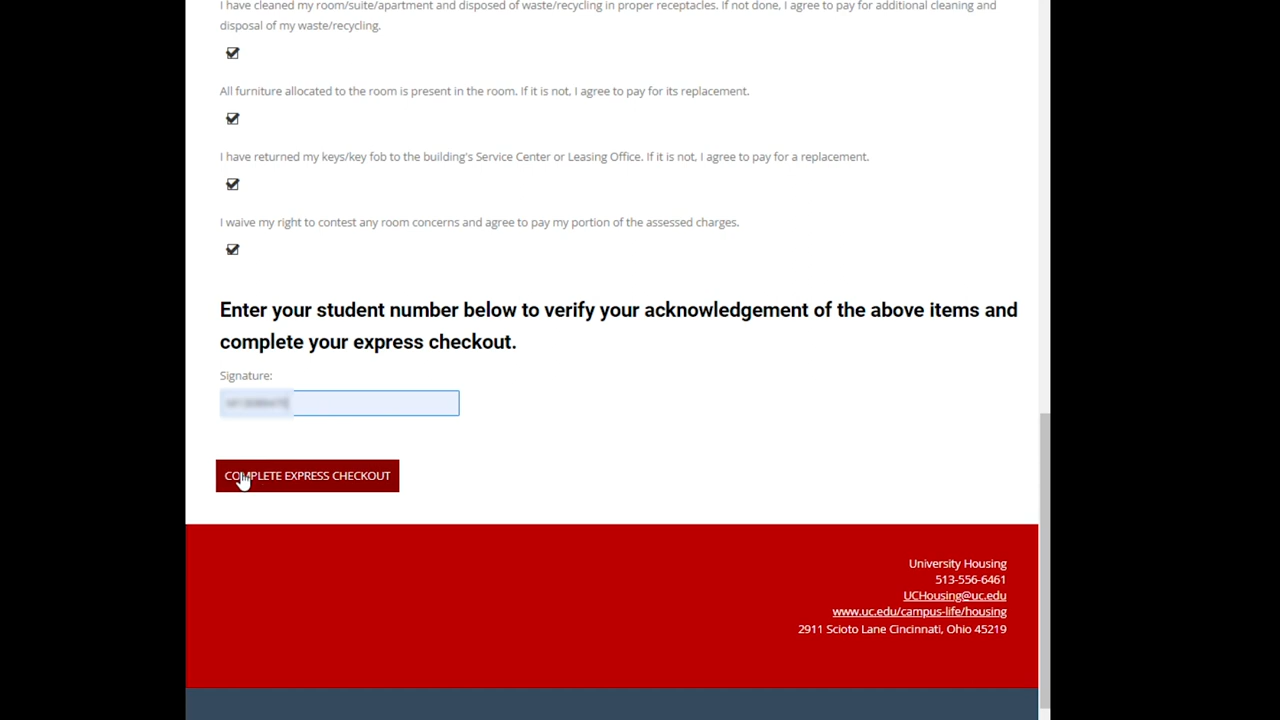 I have cleaned my room/suite/apartment and disposed of waste/recycling in proper receptacles. If not done, I agree to pay for additional cleaning and
disposal of my waste/recycling.
All furniture allocated to the room is present in the room. If it is not, I agree to pay for its replacement.
I have returned my keys/key fob to the building's Service Center or Leasing Office. If it is not, I agree to pay for a replacement.
I waive my right to contest any room concerns and agree to pay my portion of the assessed charges.
Enter your student number below to verify your acknowledgement of the above items and
complete your express checkout.
Signature:
COMPLETE EXPRESS CHECKOUT
University Housing
513-556-6461
UCHousing@uc.edu
www.uc.edu/campus-life/housing
2911 Scioto Lane Cincinnati, Ohio 45219